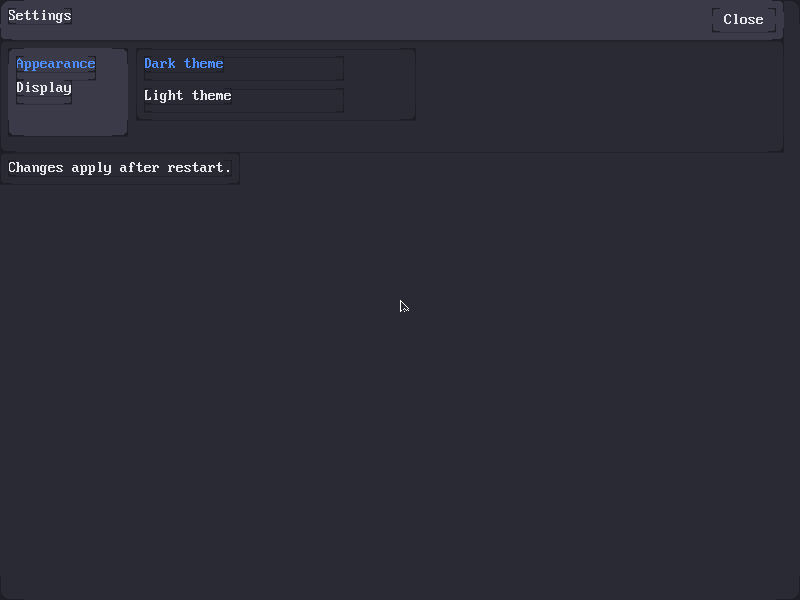 Settings
Close
Appearance
Display
Dark theme
Light theme
Changes apply after restart.